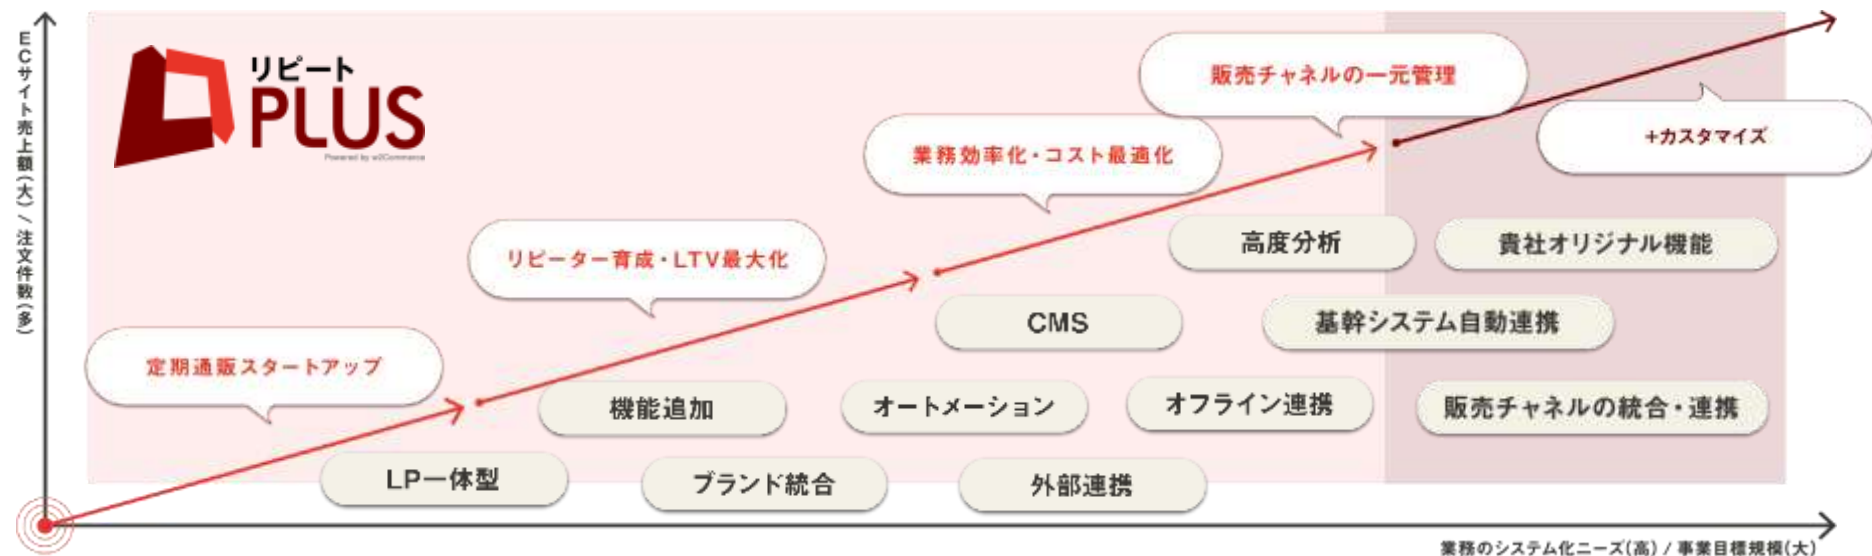 リピート
PLUS
Powered by w2Commerce
ECサイト売上額(大) / 注文件数(多)
販売チャネルの一元管理
+カスタマイズ
業務効率化・コスト最適化
リピーター育成・LTV最大化
定期通販スタートアップ
高度分析
貴社オリジナル機能
CMS
基幹システム自動連携
機能追加
オートメーション
オフライン連携
販売チャネルの統合・連携
LP一体型
ブランド統合
外部連携
業務のシステム化ニーズ(高) / 事業目標規模(大)